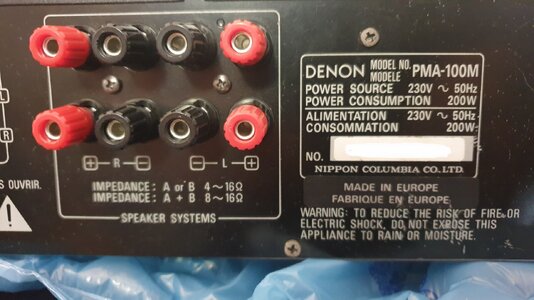 L
R
S OUVRIR.
+ R − − L +
IMPEDANCE: A or B 4~16Ω
IMPEDANCE: A + B 8~16Ω
SPEAKER SYSTEMS
DENON MODEL NO. MODELE PMA-100M
POWER SOURCE 230V ~ 50Hz
POWER CONSUMPTION 200W
ALIMENTATION 230V ~ 50Hz
CONSOMMATION 200W
NO.
NIPPON COLUMBIA CO.LTD.
MADE IN EUROPE
FABRIQUE EN EUROPE
WARNING: TO REDUCE THE RISK OF FIRE OR
ELECTRIC SHOCK, DO NOT EXPOSE THIS
APPLIANCE TO RAIN OR MOISTURE.